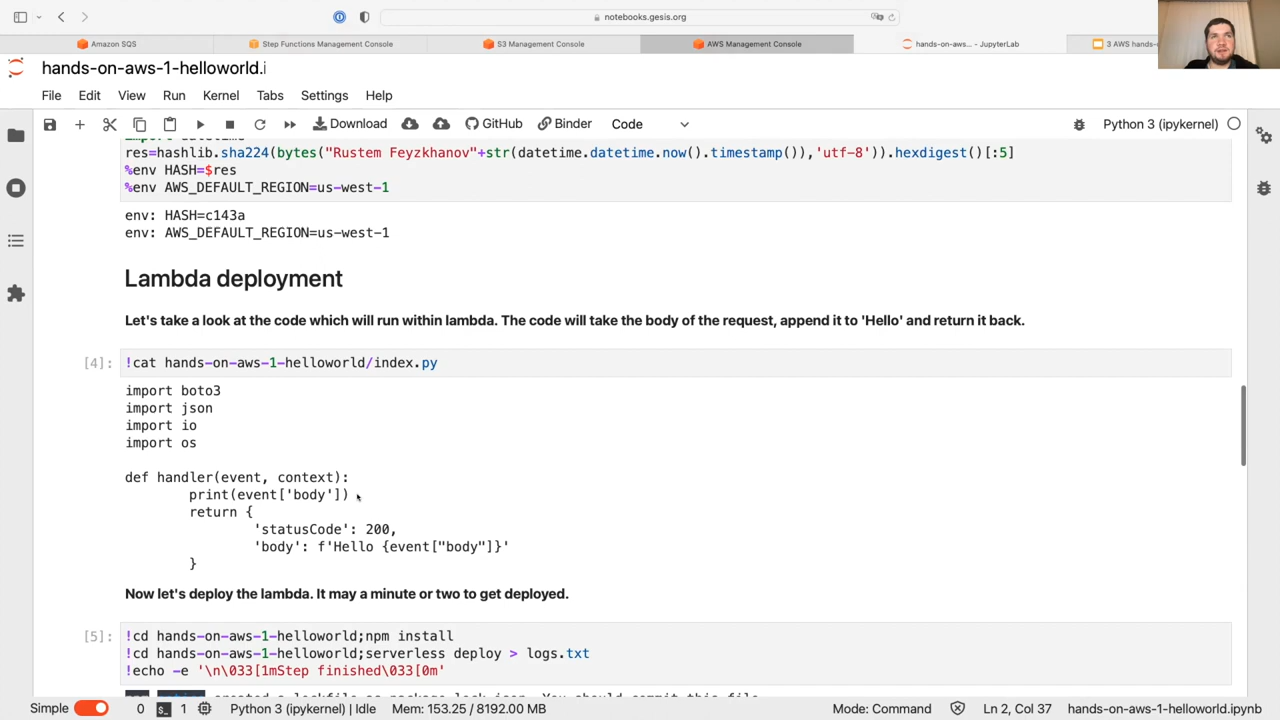 notebooks.gesis.org
Amazon SQS
Step Functions Management Console
S3 Management Console
AWS Management Console
hands-on-aws... - JupyterLab
3 AWS hands-
hands-on-aws-1-helloworld.i
File Edit View Run Kernel Tabs Settings Help
Download GitHub Binder Code Python 3 (ipykernel)
res=hashlib.sha224(bytes("Rustem Feyzkhanov"+str(datetime.datetime.now().timestamp()),'utf-8')).hexdigest()[:5]
%env HASH=$res
%env AWS_DEFAULT_REGION=us-west-1
env: HASH=c143a
env: AWS_DEFAULT_REGION=us-west-1
Lambda deployment
Let's take a look at the code which will run within lambda. The code will take the body of the request, append it to 'Hello' and return it back.
[4]: !cat hands-on-aws-1-helloworld/index.py
import boto3
import json
import io
import os
def handler(event, context):
print(event['body'])
return {
'statusCode': 200,
'body': f'Hello {event["body"]}'
}
Now let's deploy the lambda. It may a minute or two to get deployed.
[5]: !cd hands-on-aws-1-helloworld;npm install
!cd hands-on-aws-1-helloworld;serverless deploy > logs.txt
!echo -e '\n\033[1mStep finished\033[0m'
Simple 0 1 Python 3 (ipykernel) | Idle Mem: 153.25 / 8192.00 MB Mode: Command Ln 2, Col 37 hands-on-aws-1-helloworld.ipynb